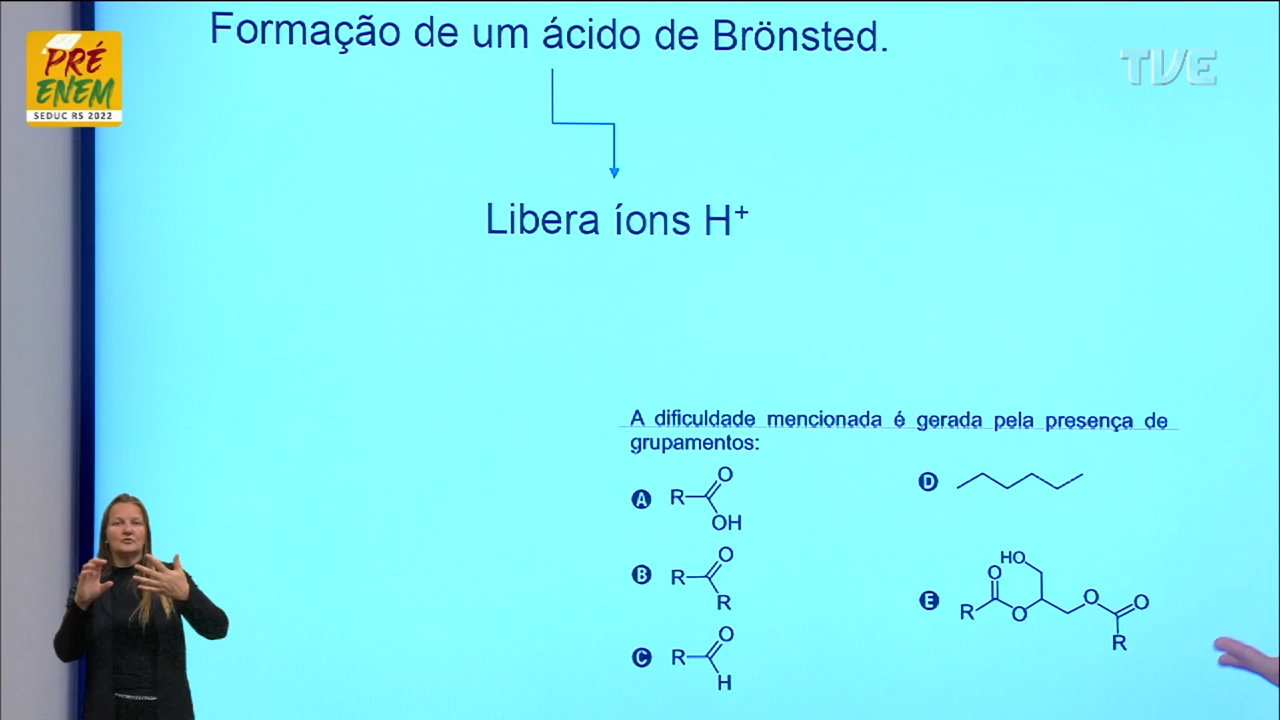 Formação de um ácido de Brönsted.
PRÉ
ENEM
SEDUC RS 2022
TVE
Libera íons H⁺
A dificuldade mencionada é gerada pela presença de
grupamentos:
A R O OH
B R O R
C R O H
D
E HO O R O O O R